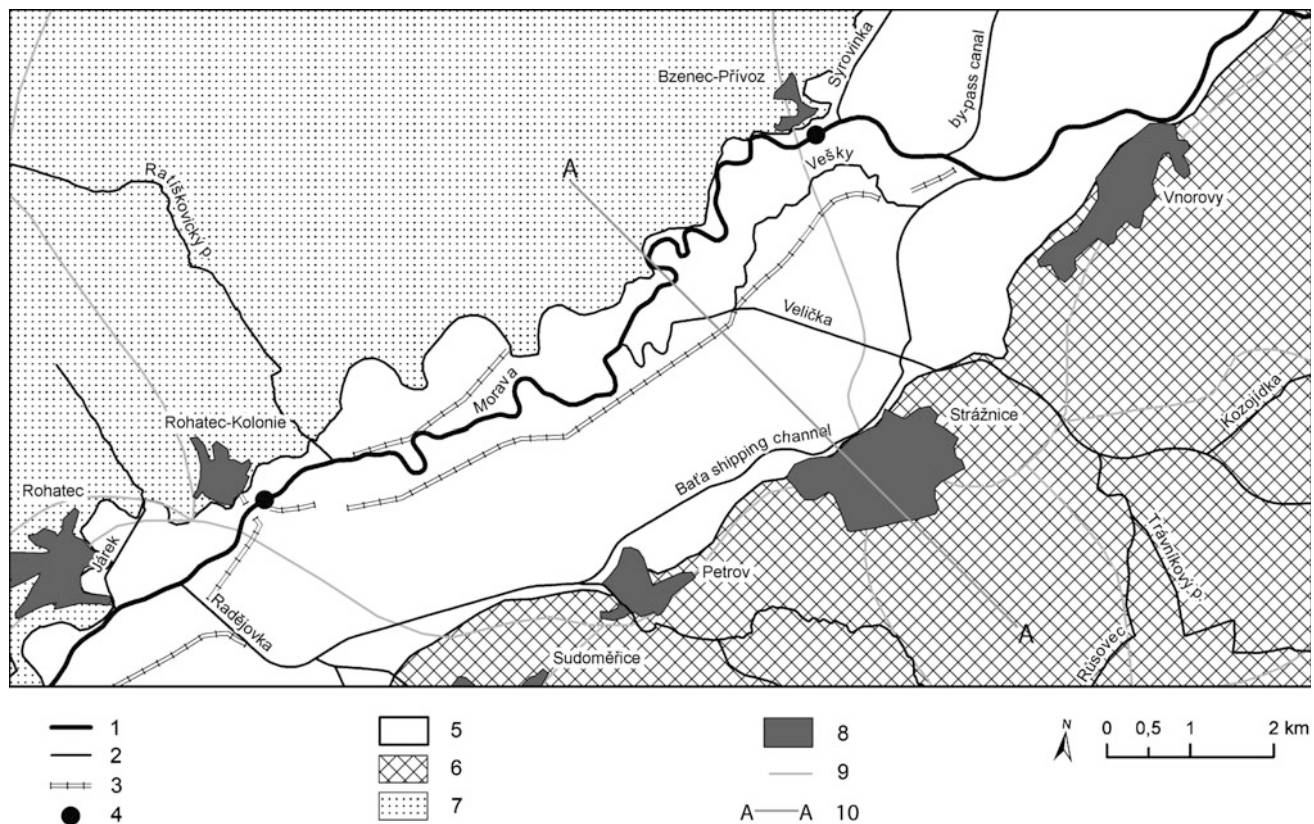 Bzenec-Přívoz
Syrovinka
by-pass canal
Ratíškovický p.
A
Vešky
Vnorovy
Velička
Morava
Strážnice
Kozojídka
Rohatec-Kolonie
Baťa shipping channel
Rohatec
Járek
Trávníkový p.
Petrov
Radějovka
A
Sudoměřice
Růsovec
1
2
3
4
5
6
7
8
9
A A 10
N
0 0,5 1 2 km